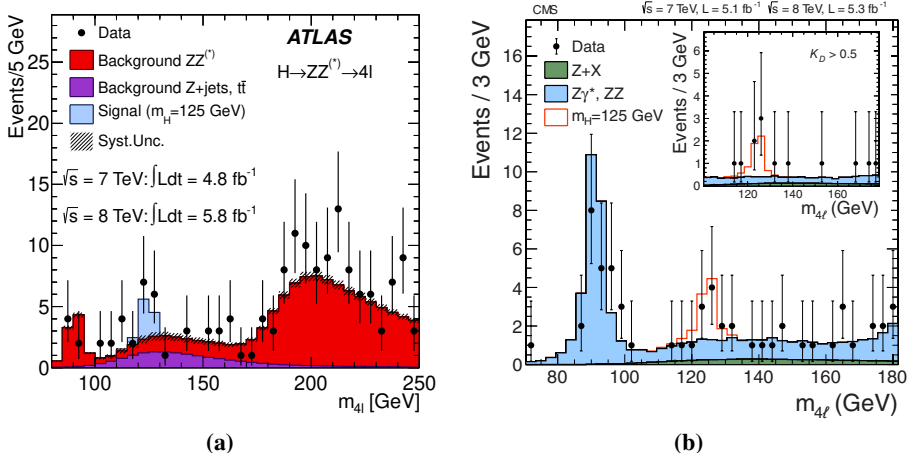 Events/5 GeV
25
20
15
10
5
0
100
150
200
250
m4l [GeV]
Data
Background ZZ(*)
Background Z+jets, tt̄
Signal (mH=125 GeV)
Syst.Unc.
√s = 7 TeV:∫Ldt = 4.8 fb-1
√s = 8 TeV:∫Ldt = 5.8 fb-1
ATLAS
H→ZZ(*)→4l
(a)
CMS
√s = 7 TeV, L = 5.1 fb-1 √s = 8 TeV, L = 5.3 fb-1
Events / 3 GeV
16
14
12
10
8
6
4
2
0
80
100
120
140
160
180
m4ℓ (GeV)
Data
Z+X
Zγ*, ZZ
mH=125 GeV
Events / 3 GeV
6
5
4
3
2
1
0
120
140
160
m4ℓ (GeV)
KD > 0.5
(b)